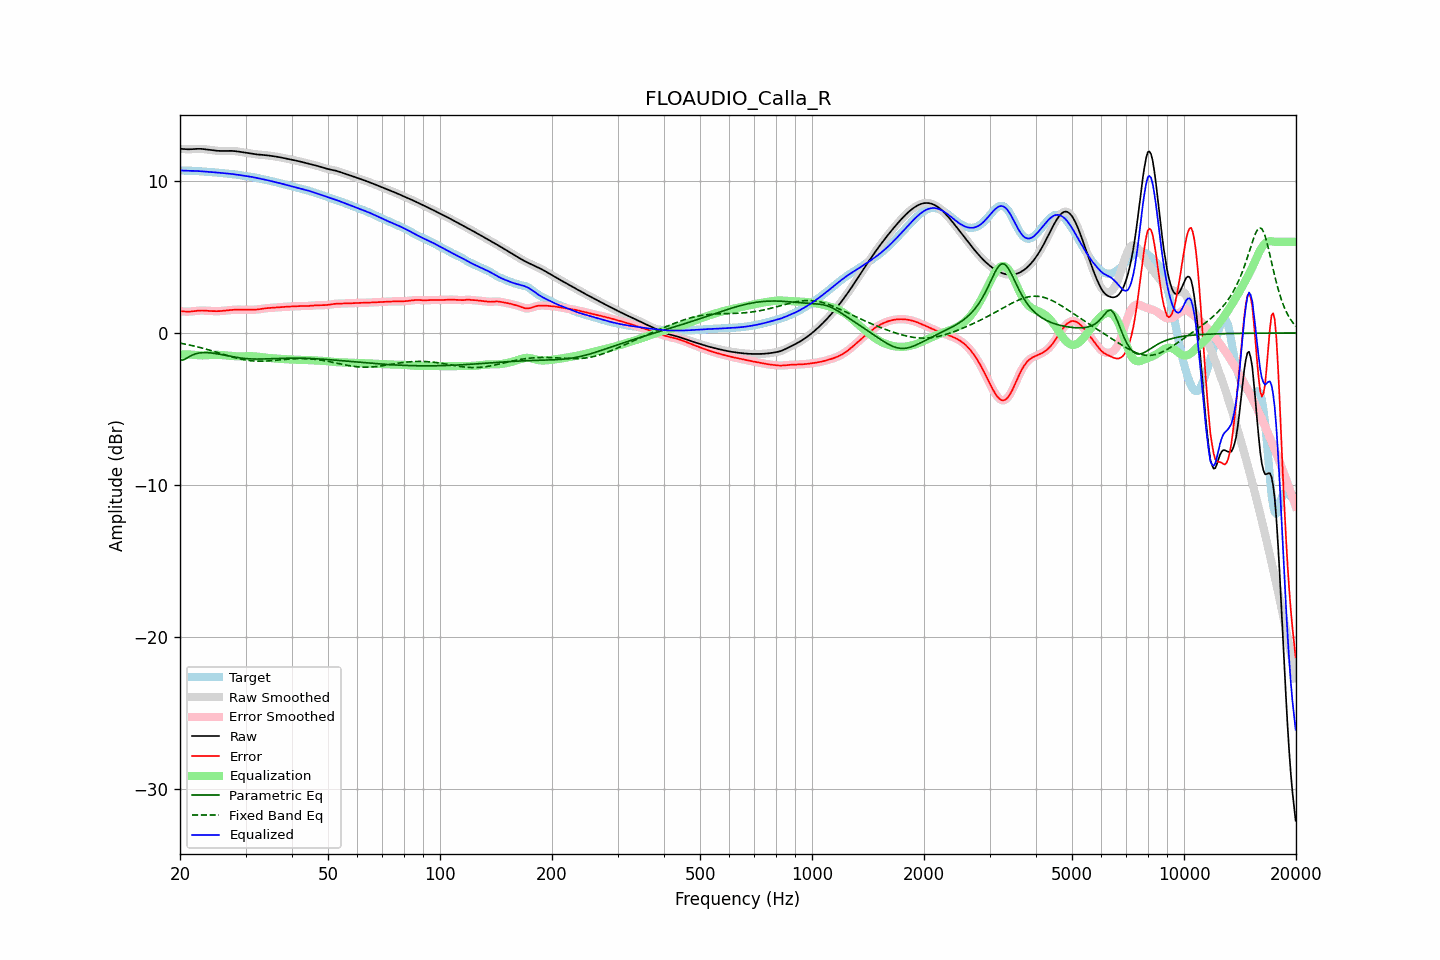 FLOAUDIO_Calla_R
Amplitude (dBr)
10
0
−10
−20
−30
Target
Raw Smoothed
Error Smoothed
Raw
Error
Equalization
Parametric Eq
Fixed Band Eq
Equalized
20 50 100 200 500 1000 2000 5000 10000 20000
Frequency (Hz)